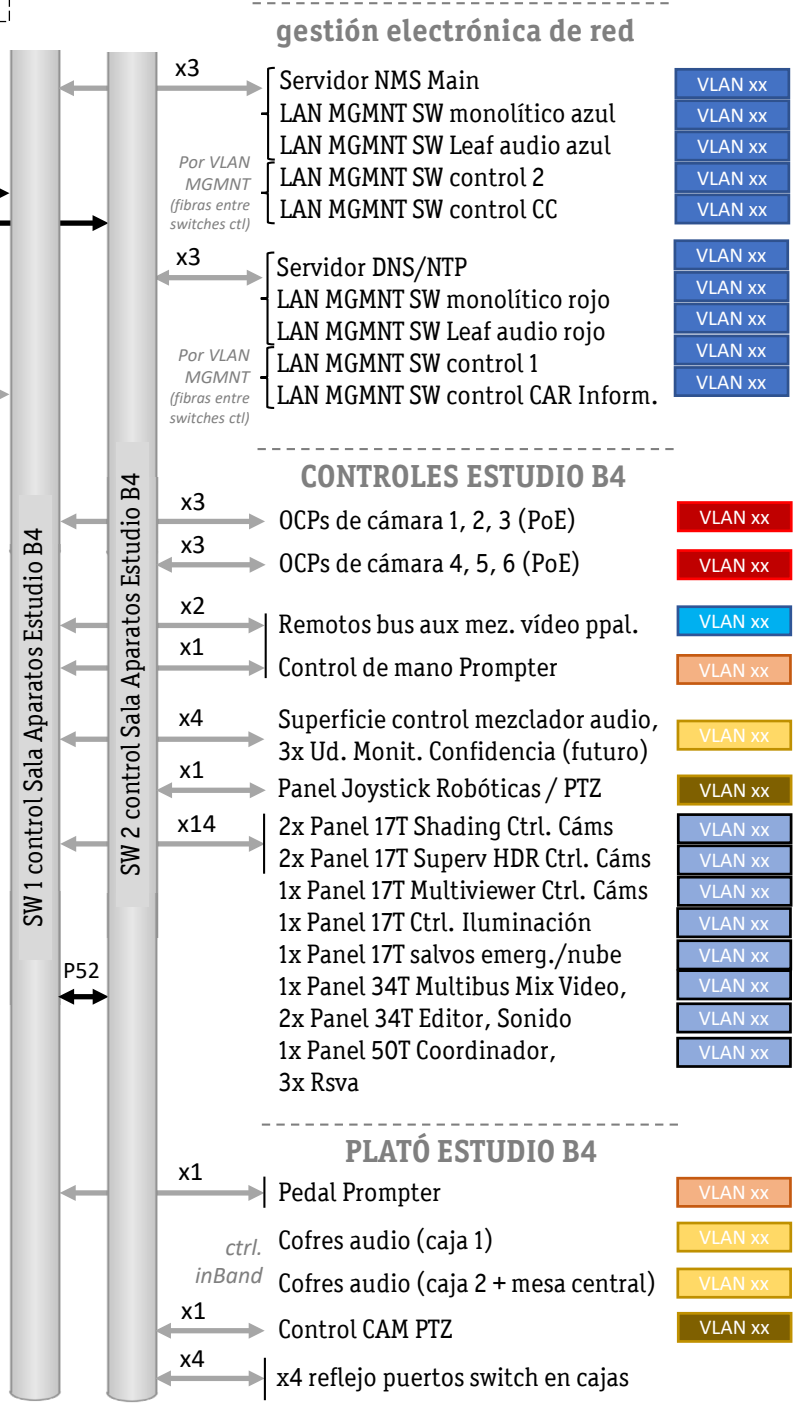 gestión electrónica de red
x3
Servidor NMS Main
VLAN xx
LAN MGMNT SW monolítico azul
VLAN xx
LAN MGMNT SW Leaf audio azul
VLAN xx
Por VLAN
MGMNT
(fibras entre
switches ctl)
LAN MGMNT SW control 2
VLAN xx
LAN MGMNT SW control CC
VLAN xx
x3
Servidor DNS/NTP
VLAN xx
LAN MGMNT SW monolítico rojo
VLAN xx
LAN MGMNT SW Leaf audio rojo
VLAN xx
Por VLAN
MGMNT
(fibras entre
switches ctl)
LAN MGMNT SW control 1
VLAN xx
LAN MGMNT SW control CAR Inform.
VLAN xx
SW 1 control Sala Aparatos Estudio B4
SW 2 control Sala Aparatos Estudio B4
CONTROLES ESTUDIO B4
x3
OCPs de cámara 1, 2, 3 (PoE)
VLAN xx
x3
OCPs de cámara 4, 5, 6 (PoE)
VLAN xx
x2
Remotos bus aux mez. vídeo ppal.
VLAN xx
x1
Control de mano Prompter
VLAN xx
x4
Superficie control mezclador audio,
3x Ud. Monit. Confidencia (futuro)
VLAN xx
x1
Panel Joystick Robóticas / PTZ
VLAN xx
x14
2x Panel 17T Shading Ctrl. Cáms
VLAN xx
2x Panel 17T Superv HDR Ctrl. Cáms
VLAN xx
1x Panel 17T Multiviewer Ctrl. Cáms
VLAN xx
1x Panel 17T Ctrl. Iluminación
VLAN xx
1x Panel 17T salvos emerg./nube
VLAN xx
P52
1x Panel 34T Multibus Mix Video,
VLAN xx
2x Panel 34T Editor, Sonido
VLAN xx
1x Panel 50T Coordinador,
VLAN xx
3x Rsva
PLATÓ ESTUDIO B4
x1
Pedal Prompter
VLAN xx
ctrl.
inBand
Cofres audio (caja 1)
VLAN xx
Cofres audio (caja 2 + mesa central)
VLAN xx
x1
Control CAM PTZ
VLAN xx
x4
x4 reflejo puertos switch en cajas